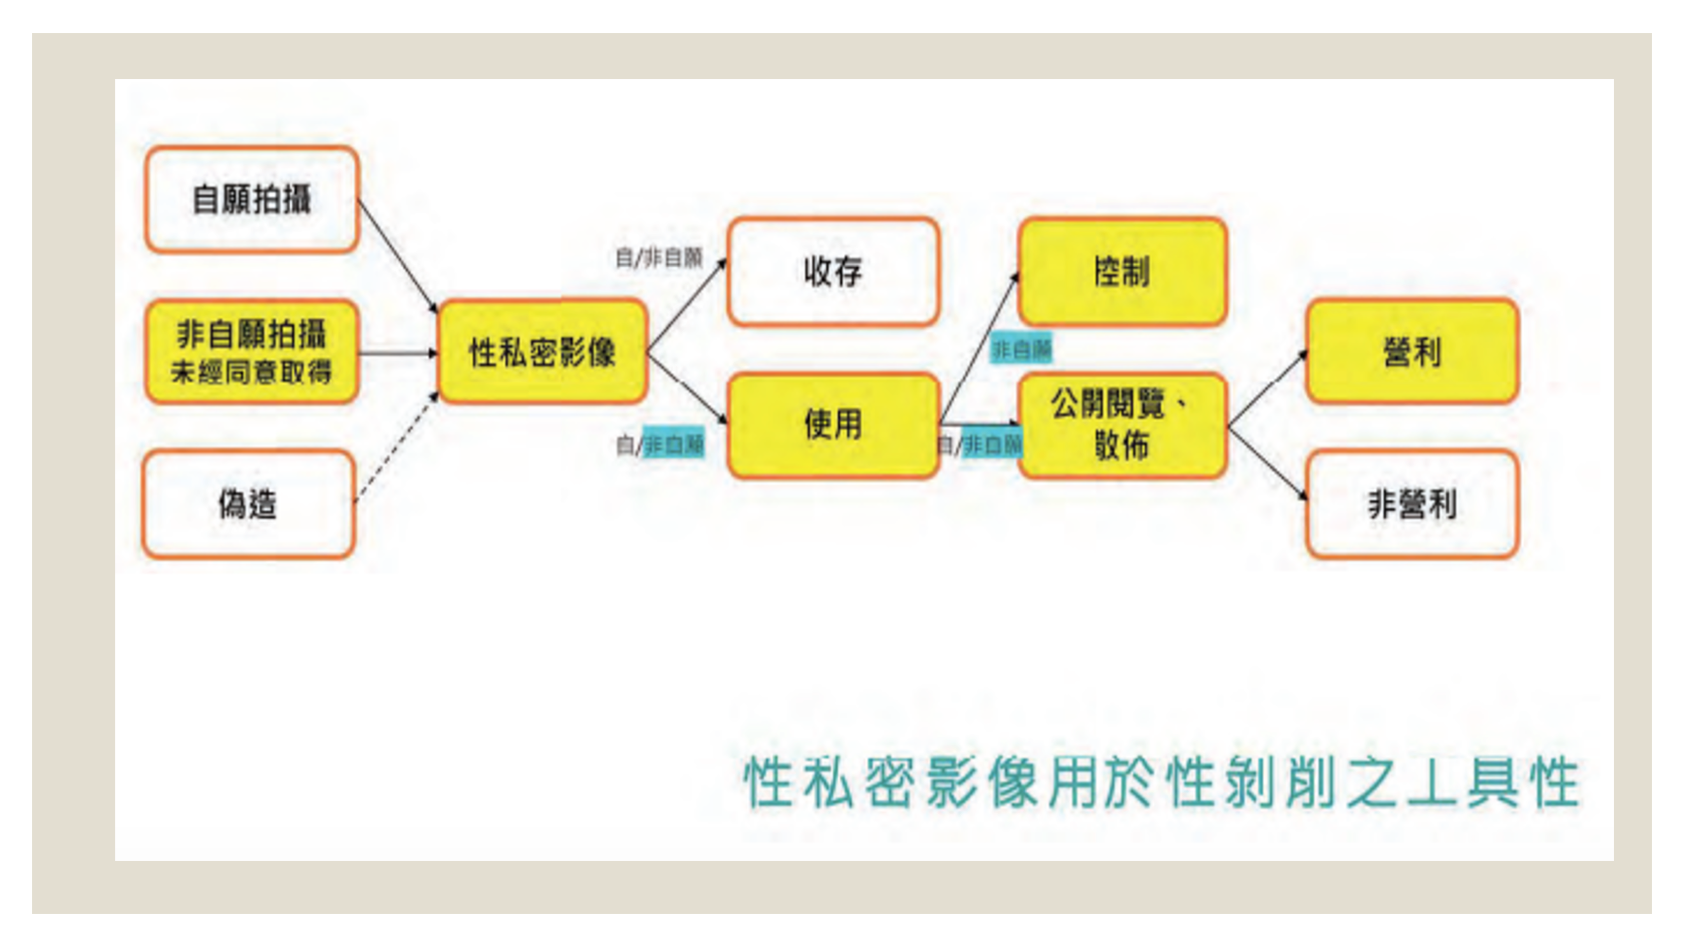 自願拍攝
非自願拍攝
未經同意取得
偽造
性私密影像
自/非自願
自/非自願
收存
使用
非自願
自/非自願
控制
公開閱覽、
散佈
營利
非營利
性私密影像用於性剝削之工具性